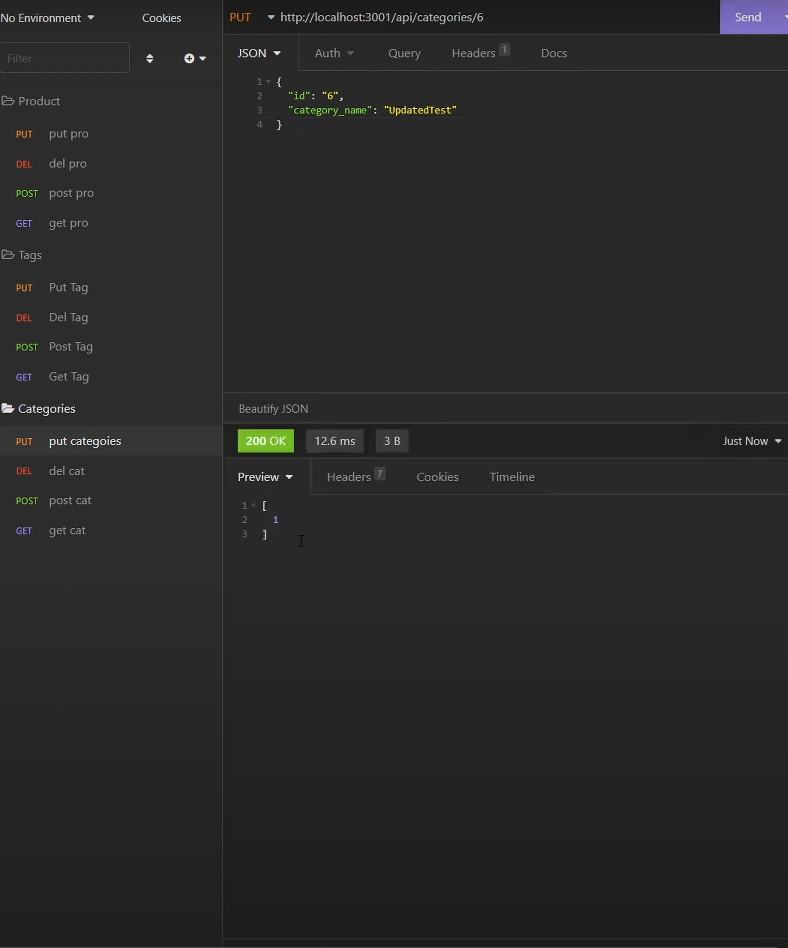 No Environment
Cookies
PUT http://localhost:3001/api/categories/6
Send
Filter
JSON
Auth
Query
Headers 1
Docs
1 {
2 "id": "6",
3 "category_name": "UpdatedTest"
4 }
Product
PUT put pro
DEL del pro
POST post pro
GET get pro
Tags
PUT Put Tag
DEL Del Tag
POST Post Tag
GET Get Tag
Categories
PUT put categoies
DEL del cat
POST post cat
GET get cat
Beautify JSON
200 OK
12.6 ms
3 B
Just Now
Preview
Headers 7
Cookies
Timeline
1 [
2 1
3 ]